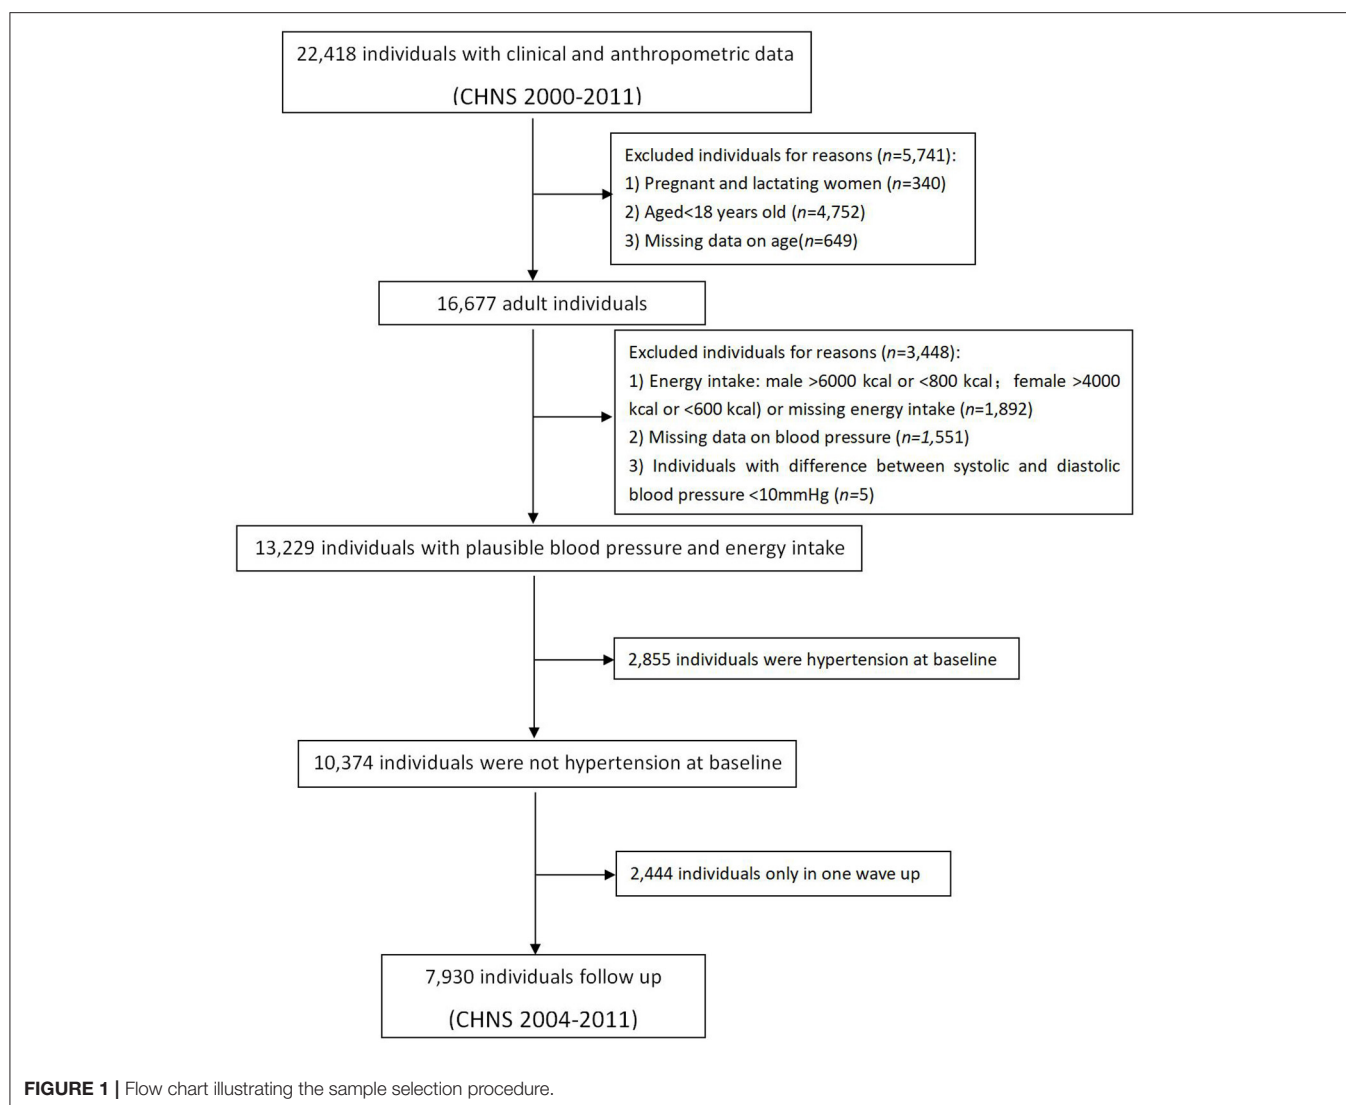 22,418 individuals with clinical and anthropometric data
(CHNS 2000-2011)
Excluded individuals for reasons (n=5,741):
1) Pregnant and lactating women (n=340)
2) Aged<18 years old (n=4,752)
3) Missing data on age(n=649)
16,677 adult individuals
Excluded individuals for reasons (n=3,448):
1) Energy intake: male >6000 kcal or <800 kcal；female >4000
kcal or <600 kcal) or missing energy intake (n=1,892)
2) Missing data on blood pressure (n=1,551)
3) Individuals with difference between systolic and diastolic
blood pressure <10mmHg (n=5)
13,229 individuals with plausible blood pressure and energy intake
2,855 individuals were hypertension at baseline
10,374 individuals were not hypertension at baseline
2,444 individuals only in one wave up
7,930 individuals follow up
(CHNS 2004-2011)
FIGURE 1 | Flow chart illustrating the sample selection procedure.